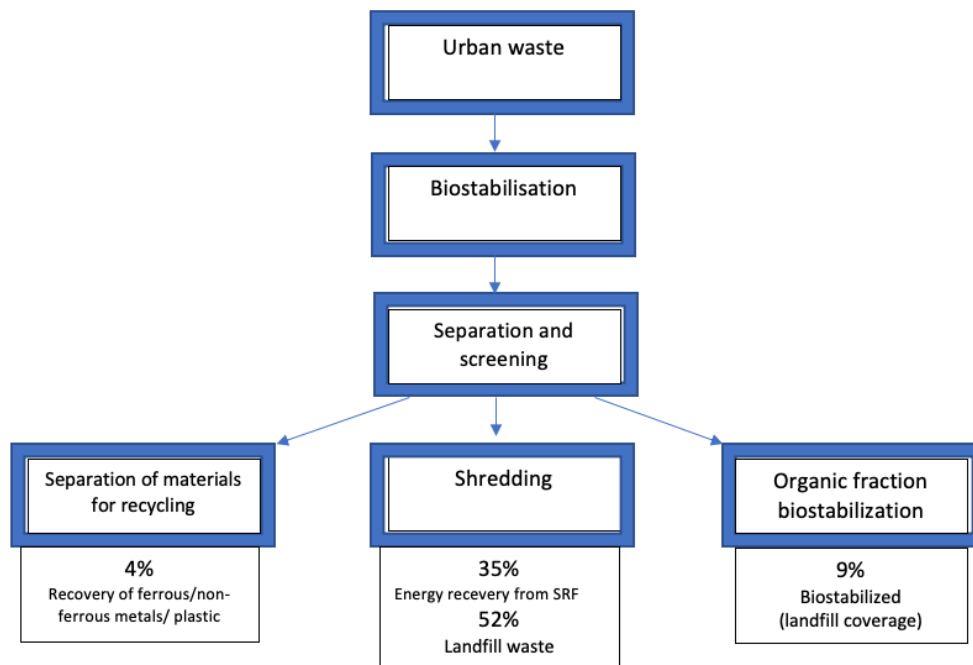 Urban waste
Biostabilisation
Separation and
screening
Separation of materials
for recycling
4%
Recovery of ferrous/non-
ferrous metals/ plastic
Shredding
35%
Energy recevery from SRF
52%
Landfill waste
Organic fraction
biostabilization
9%
Biostabilized
(landfill coverage)